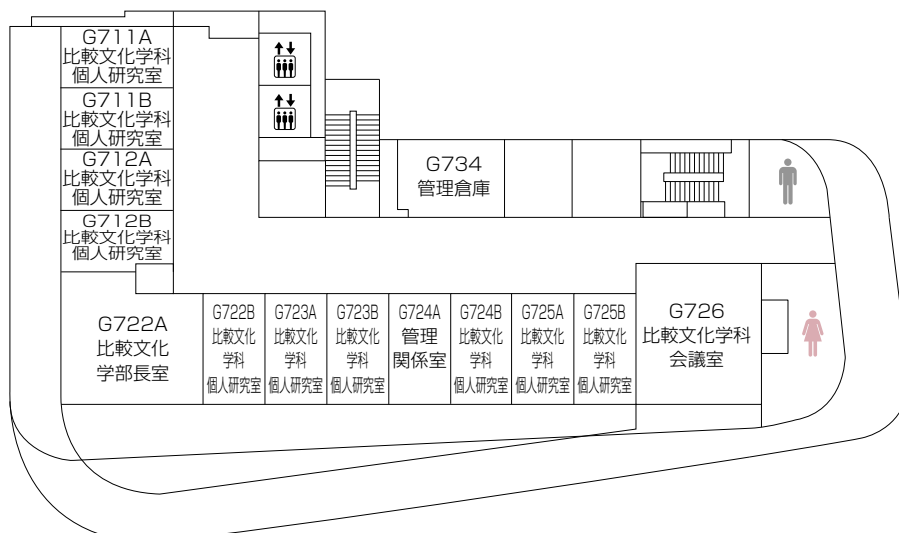 G711A
比較文化学科
個人研究室
G711B
比較文化学科
個人研究室
G712A
比較文化学科
個人研究室
G712B
比較文化学科
個人研究室
G734
管理倉庫
G722A
比較文化
学部長室
G722B
比較文化
学科
個人研究室
G723A
比較文化
学科
個人研究室
G723B
比較文化
学科
個人研究室
G724A
管理
関係室
G724B
比較文化
学科
個人研究室
G725A
比較文化
学科
個人研究室
G725B
比較文化
学科
個人研究室
G726
比較文化学科
会議室